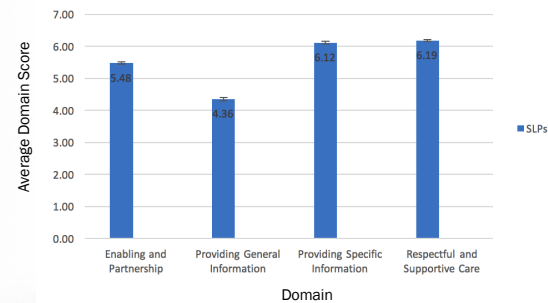 Average Domain Score
7.00
6.00
5.00
4.00
3.00
2.00
1.00
0.00
5.48
4.36
6.12
6.19
Enabling and
Partnership
Providing General
Information
Providing Specific
Information
Respectful and
Supportive Care
Domain
SLPs